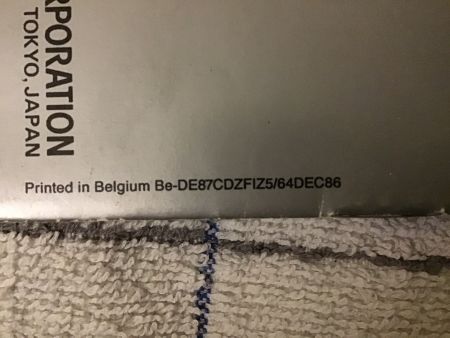 RPORATION
TOKYO, JAPAN
Printed in Belgium Be-DE87CDZFIZ5/64DEC86